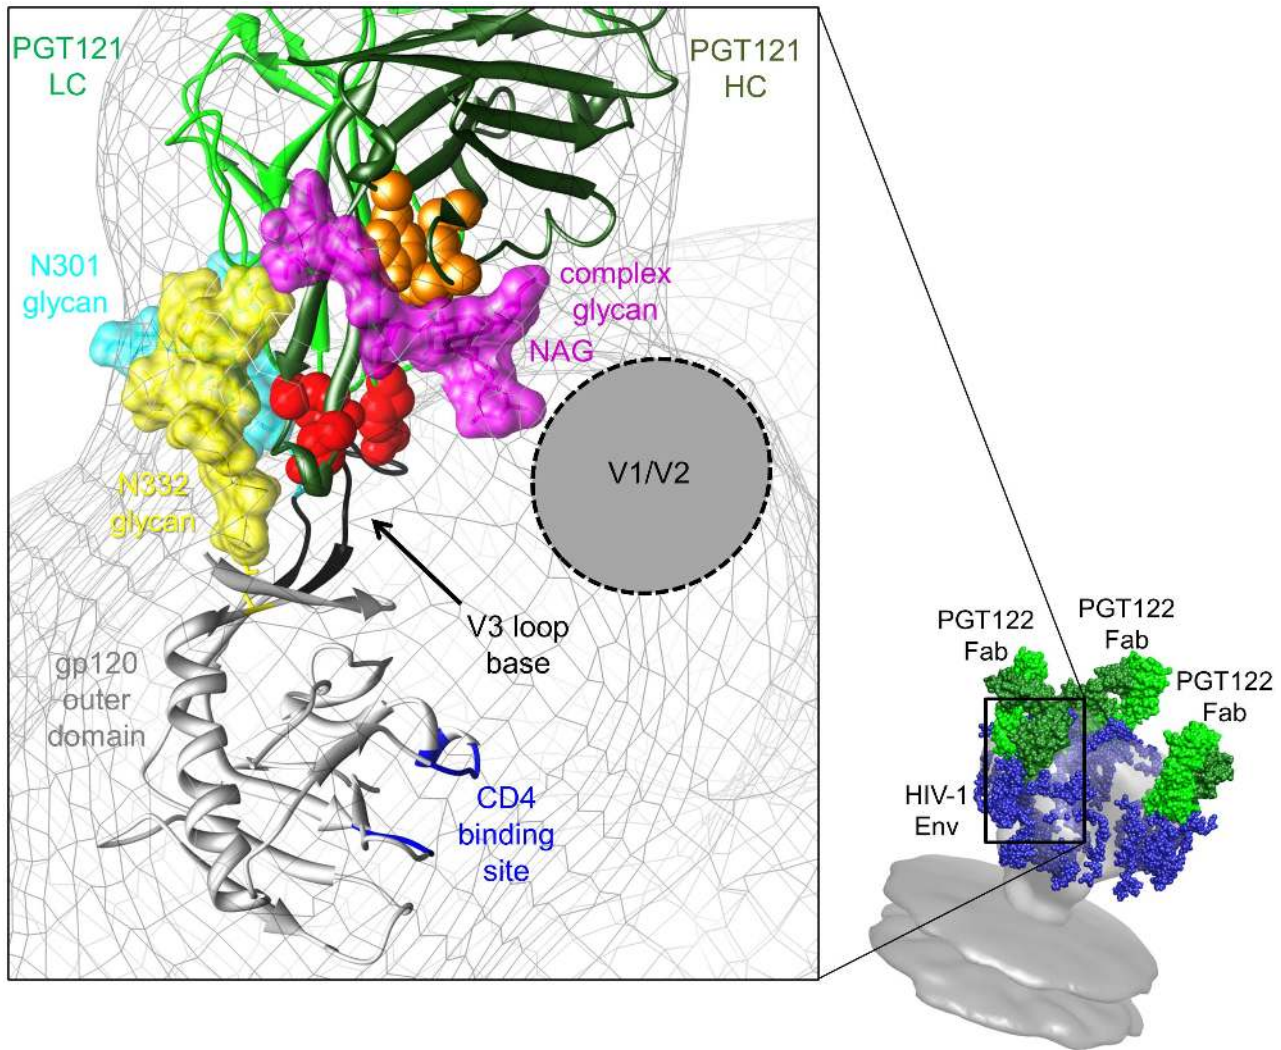 PGT121
LC
PGT121
HC
N301
glycan
complex
glycan
NAG
N332
glycan
V1/V2
V3 loop
base
gp120
outer
domain
CD4
binding
site
PGT122
Fab
PGT122
Fab
PGT122
Fab
HIV-1
Env